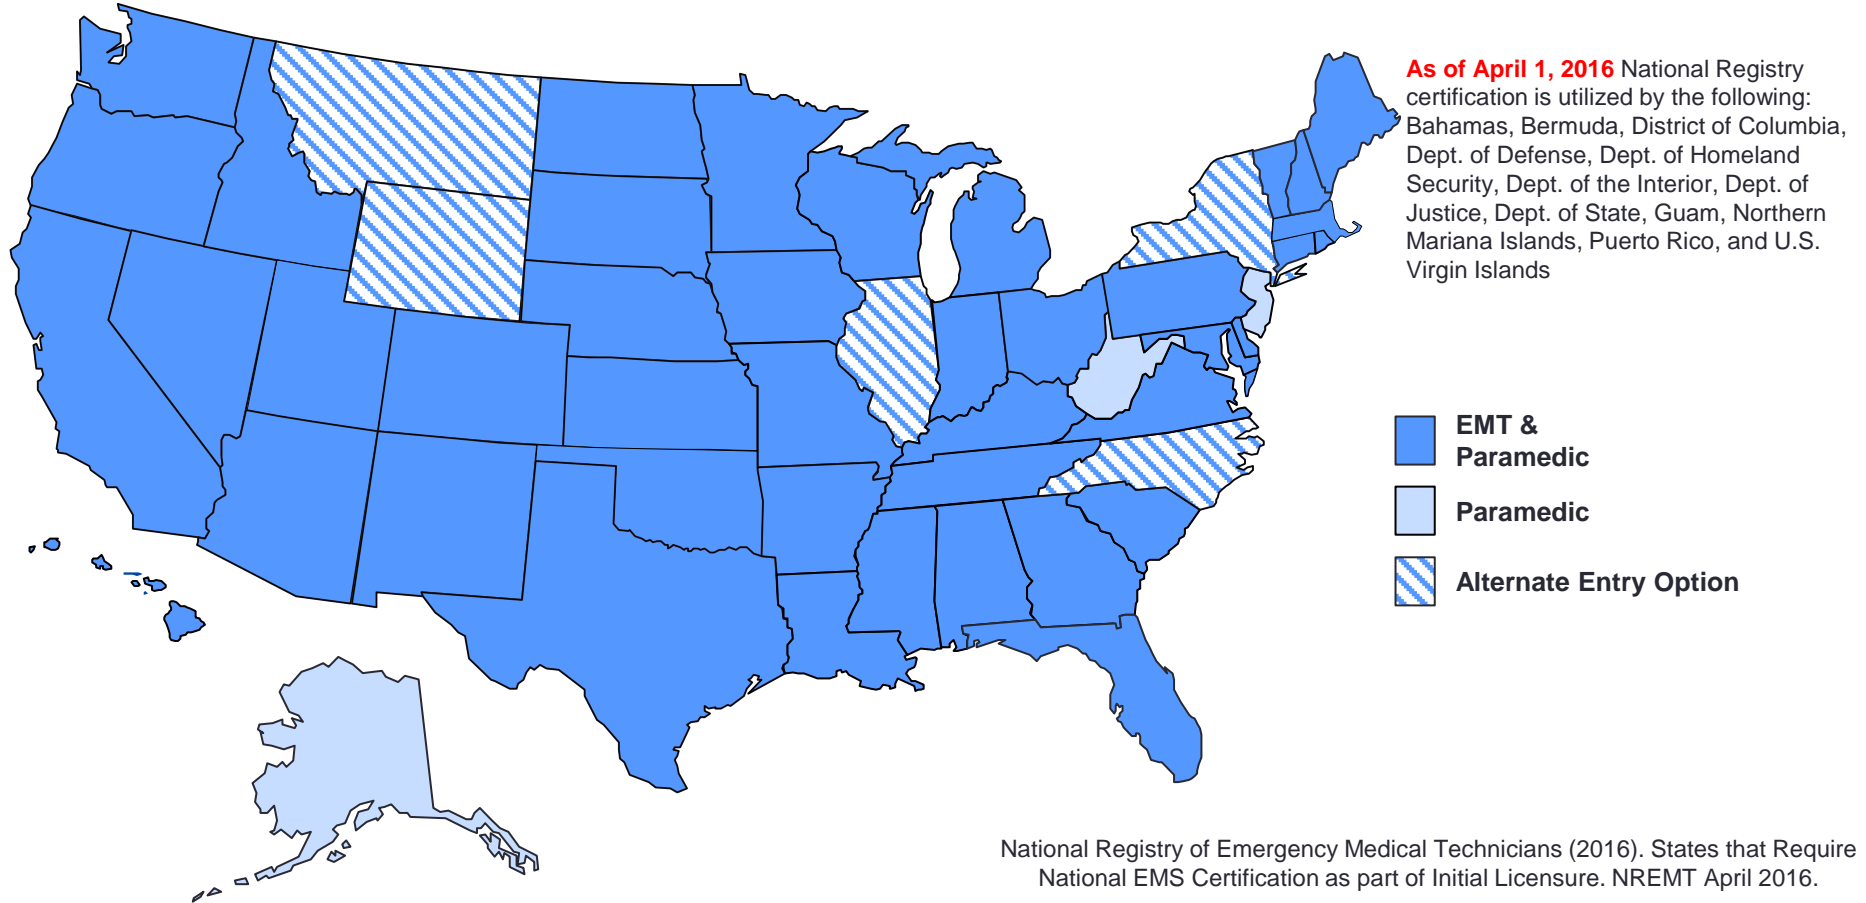 As of April 1, 2016 National Registry
certification is utilized by the following:
Bahamas, Bermuda, District of Columbia,
Dept. of Defense, Dept. of Homeland
Security, Dept. of the Interior, Dept. of
Justice, Dept. of State, Guam, Northern
Mariana Islands, Puerto Rico, and U.S.
Virgin Islands
EMT &
Paramedic
Paramedic
Alternate Entry Option
National Registry of Emergency Medical Technicians (2016). States that Require
National EMS Certification as part of Initial Licensure. NREMT April 2016.